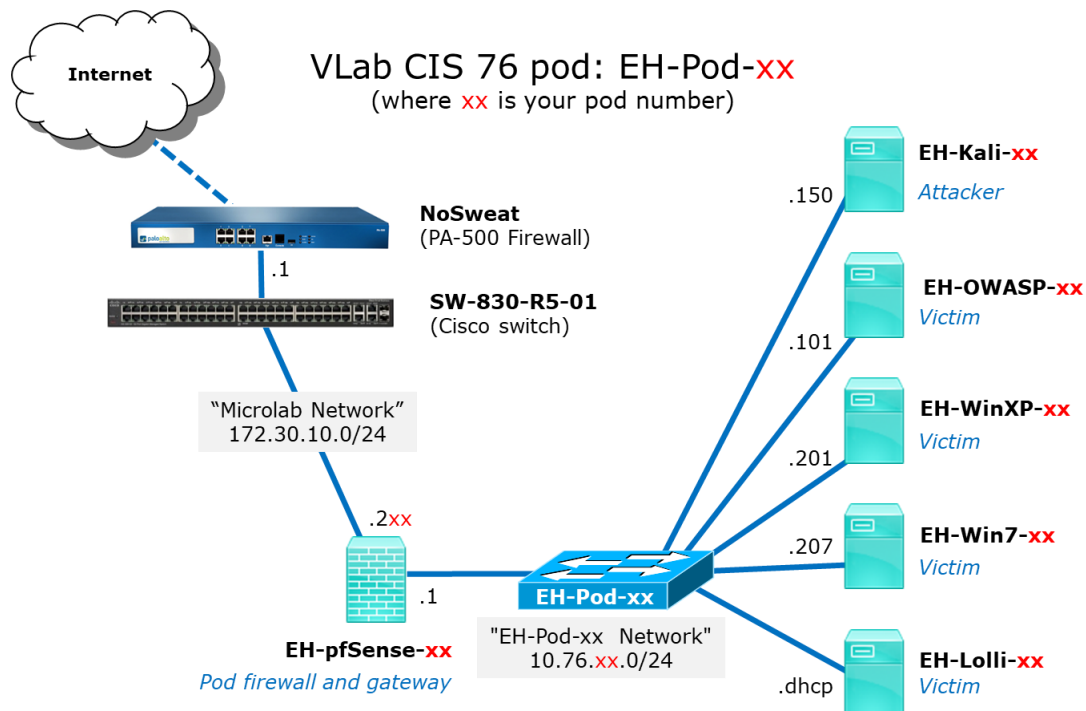 Internet
VLab CIS 76 pod: EH-Pod-xx
(where xx is your pod number)
NoSweat
(PA-500 Firewall)
.1
SW-830-R5-01
(Cisco switch)
“Microlab Network”
172.30.10.0/24
.2xx
.1
EH-pfSense-xx
Pod firewall and gateway
EH-Pod-xx
"EH-Pod-xx Network"
10.76.xx.0/24
.150
EH-Kali-xx
Attacker
.101
EH-OWASP-xx
Victim
.201
EH-WinXP-xx
Victim
.207
EH-Win7-xx
Victim
.dhcp
EH-Lolli-xx
Victim